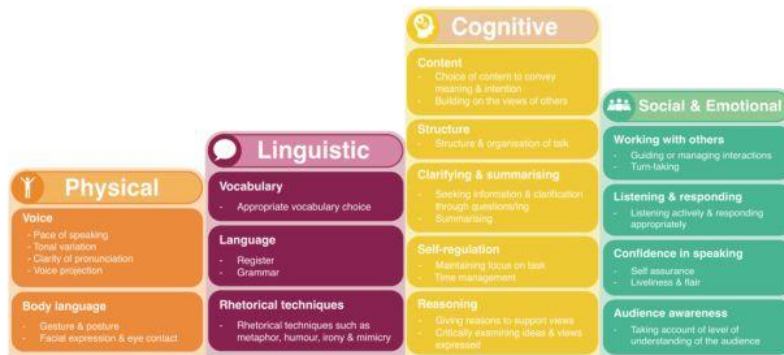 Physical
Voice
- Pace of speaking
- Tonal variation
- Clarity of pronunciation
- Voice projection
Body language
- Gesture & posture
- Facial expression & eye contact
Linguistic
Vocabulary
- Appropriate vocabulary choice
Language
- Register
- Grammar
Rhetorical techniques
- Rhetorical techniques such as
metaphor, humour, irony & mimicry
Cognitive
Content
- Choice of content to convey
meaning & intention
- Building on the views of others
Structure
- Structure & organisation of talk
Clarifying & summarising
- Seeking information & clarification
through questions/ing
- Summarising
Self-regulation
- Maintaining focus on task
- Time management
Reasoning
- Giving reasons to support views
- Critically examining ideas & views
expressed
Social & Emotional
Working with others
- Guiding or managing interactions
- Turn-taking
Listening & responding
- Listening actively & responding
appropriately
Confidence in speaking
- Self assurance
- Liveliness & flair
Audience awareness
- Taking account of level of
understanding of the audience